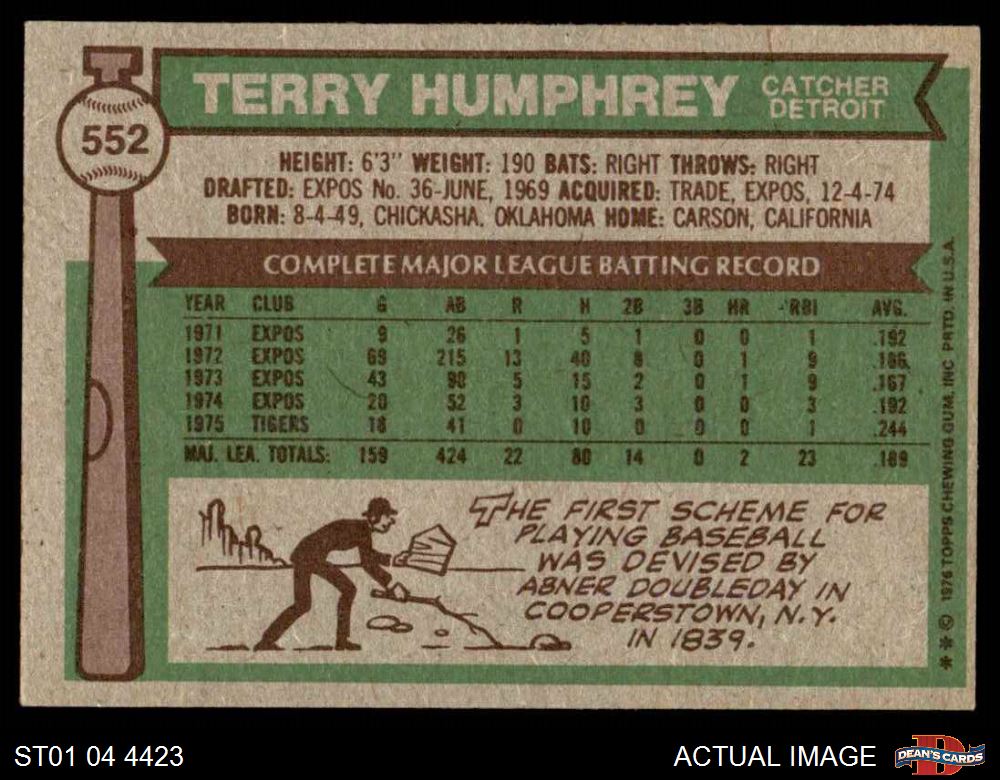 552
TERRY HUMPHREY
CATCHER
DETROIT
HEIGHT: 6'3" WEIGHT: 190 BATS: RIGHT THROWS: RIGHT
DRAFTED: EXPOS No. 36-JUNE, 1969 ACQUIRED: TRADE, EXPOS, 12-4-74
BORN: 8-4-49, CHICKASHA, OKLAHOMA HOME: CARSON, CALIFORNIA
COMPLETE MAJOR LEAGUE BATTING RECORD
YEAR CLUB G AB R H 2B 3B HR RBI AVG.
1971 EXPOS 9 26 1 5 1 0 0 1 .192
1972 EXPOS 69 215 13 40 8 0 1 9 .186
1973 EXPOS 43 90 5 15 2 0 1 9 .167
1974 EXPOS 20 52 3 10 3 0 0 3 .192
1975 TIGERS 18 41 0 10 0 0 0 1 .244
MAJ. LEA. TOTALS: 159 424 22 80 14 0 2 23 .189
THE FIRST SCHEME FOR
PLAYING BASEBALL
WAS DEVISED BY
ABNER DOUBLEDAY IN
COOPERSTOWN, N.Y.
IN 1839.
* * © 1976 TOPPS CHEWING GUM, INC PRTD. IN U.S.A.
ST01 04 4423
ACTUAL IMAGE
D
DEAN'S CARDS